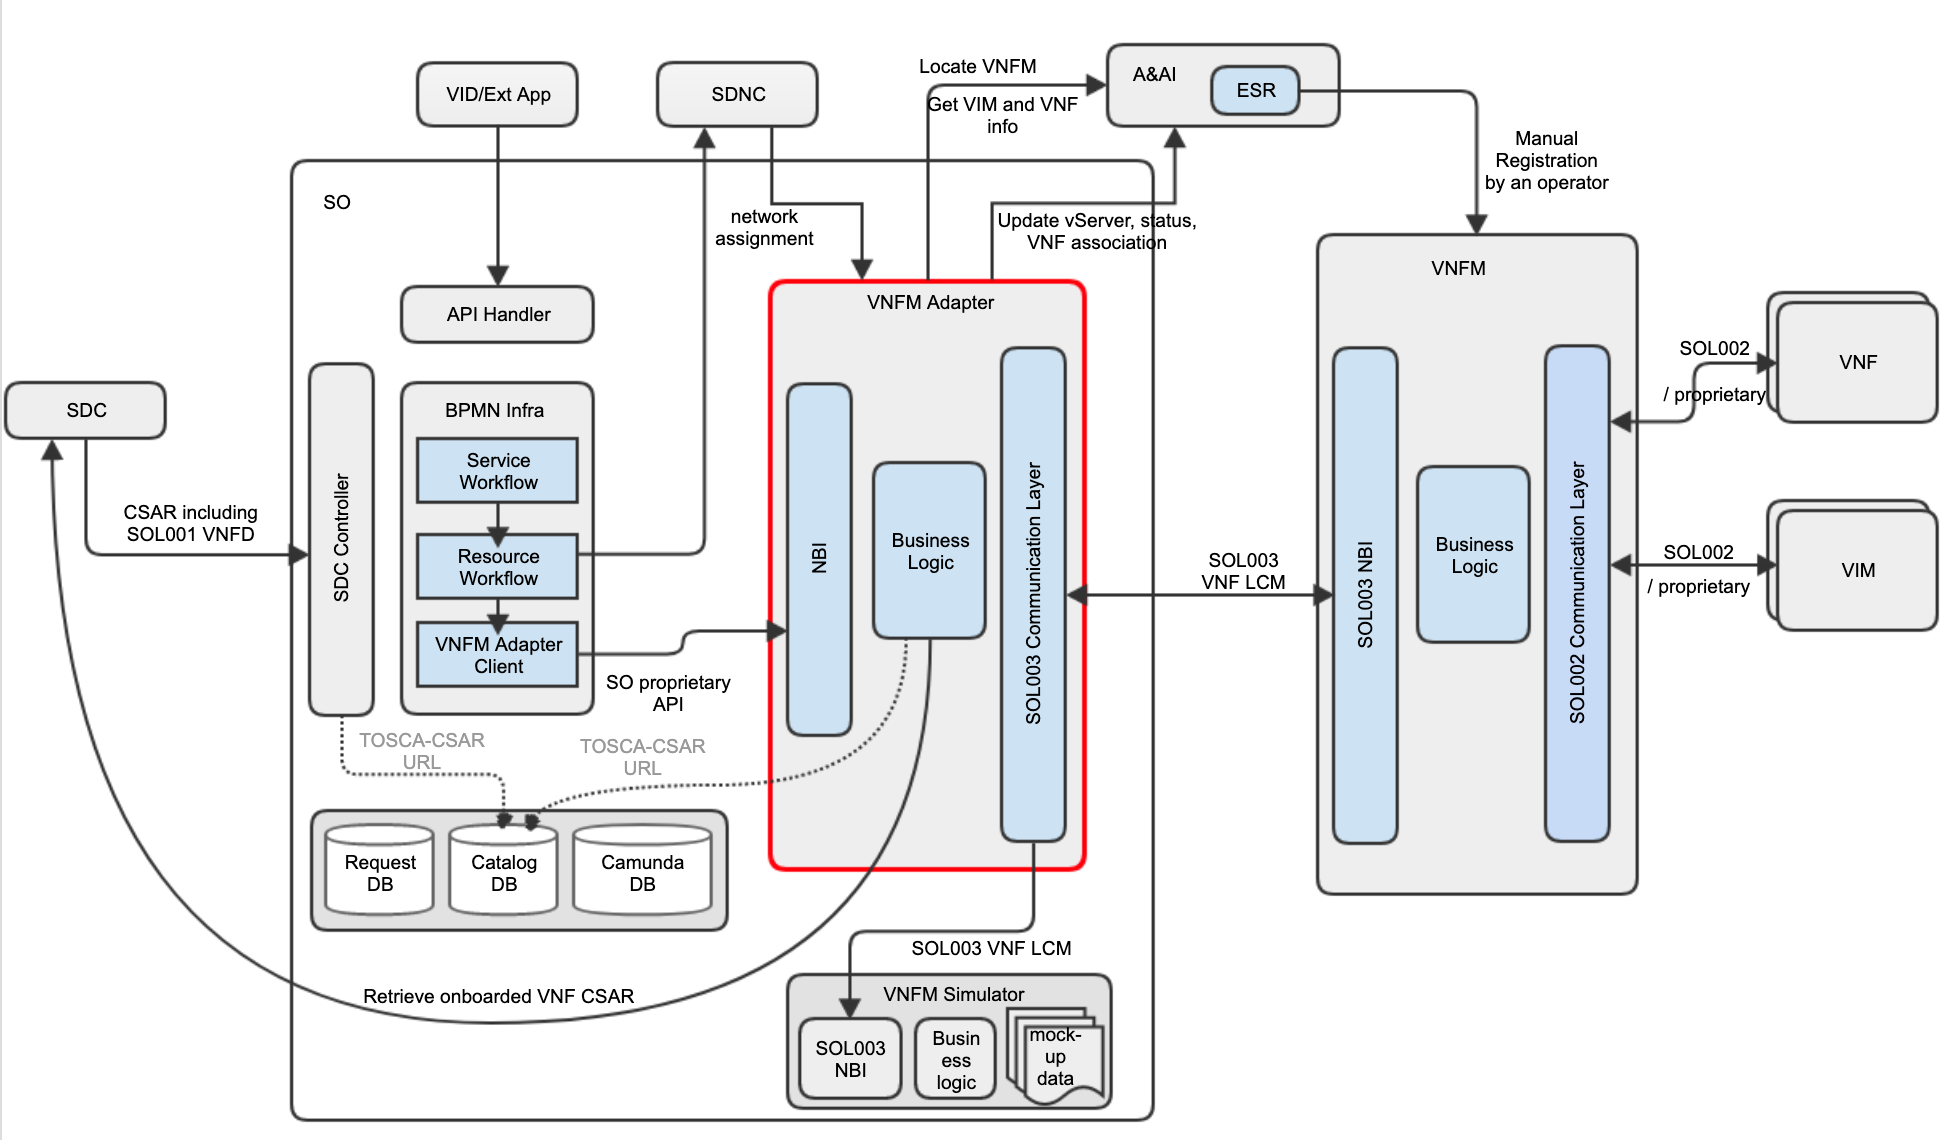 VID/Ext App
SDNC
Locate VNFM
Get VIM and VNF
info
A&AI
ESR
Manual
Registration
by an operator
SO
network
assignment
Update vServer, status,
VNF association
API Handler
VNFM Adapter
VNFM
SDC
CSAR including
SOL001 VNFD
SDC Controller
BPMN Infra
Service
Workflow
Resource
Workflow
VNFM Adapter
Client
SO proprietary
API
NBI
Business
Logic
SOL003 Communication Layer
SOL003
VNF LCM
SOL003 NBI
Business
Logic
SOL002 Communication Layer
SOL002
/ proprietary
VNF
SOL002
/ proprietary
VIM
TOSCA-CSAR
URL
TOSCA-CSAR
URL
Request
DB
Catalog
DB
Camunda
DB
Retrieve onboarded VNF CSAR
SOL003 VNF LCM
VNFM Simulator
SOL003
NBI
Busin
ess
logic
mock-
up
data